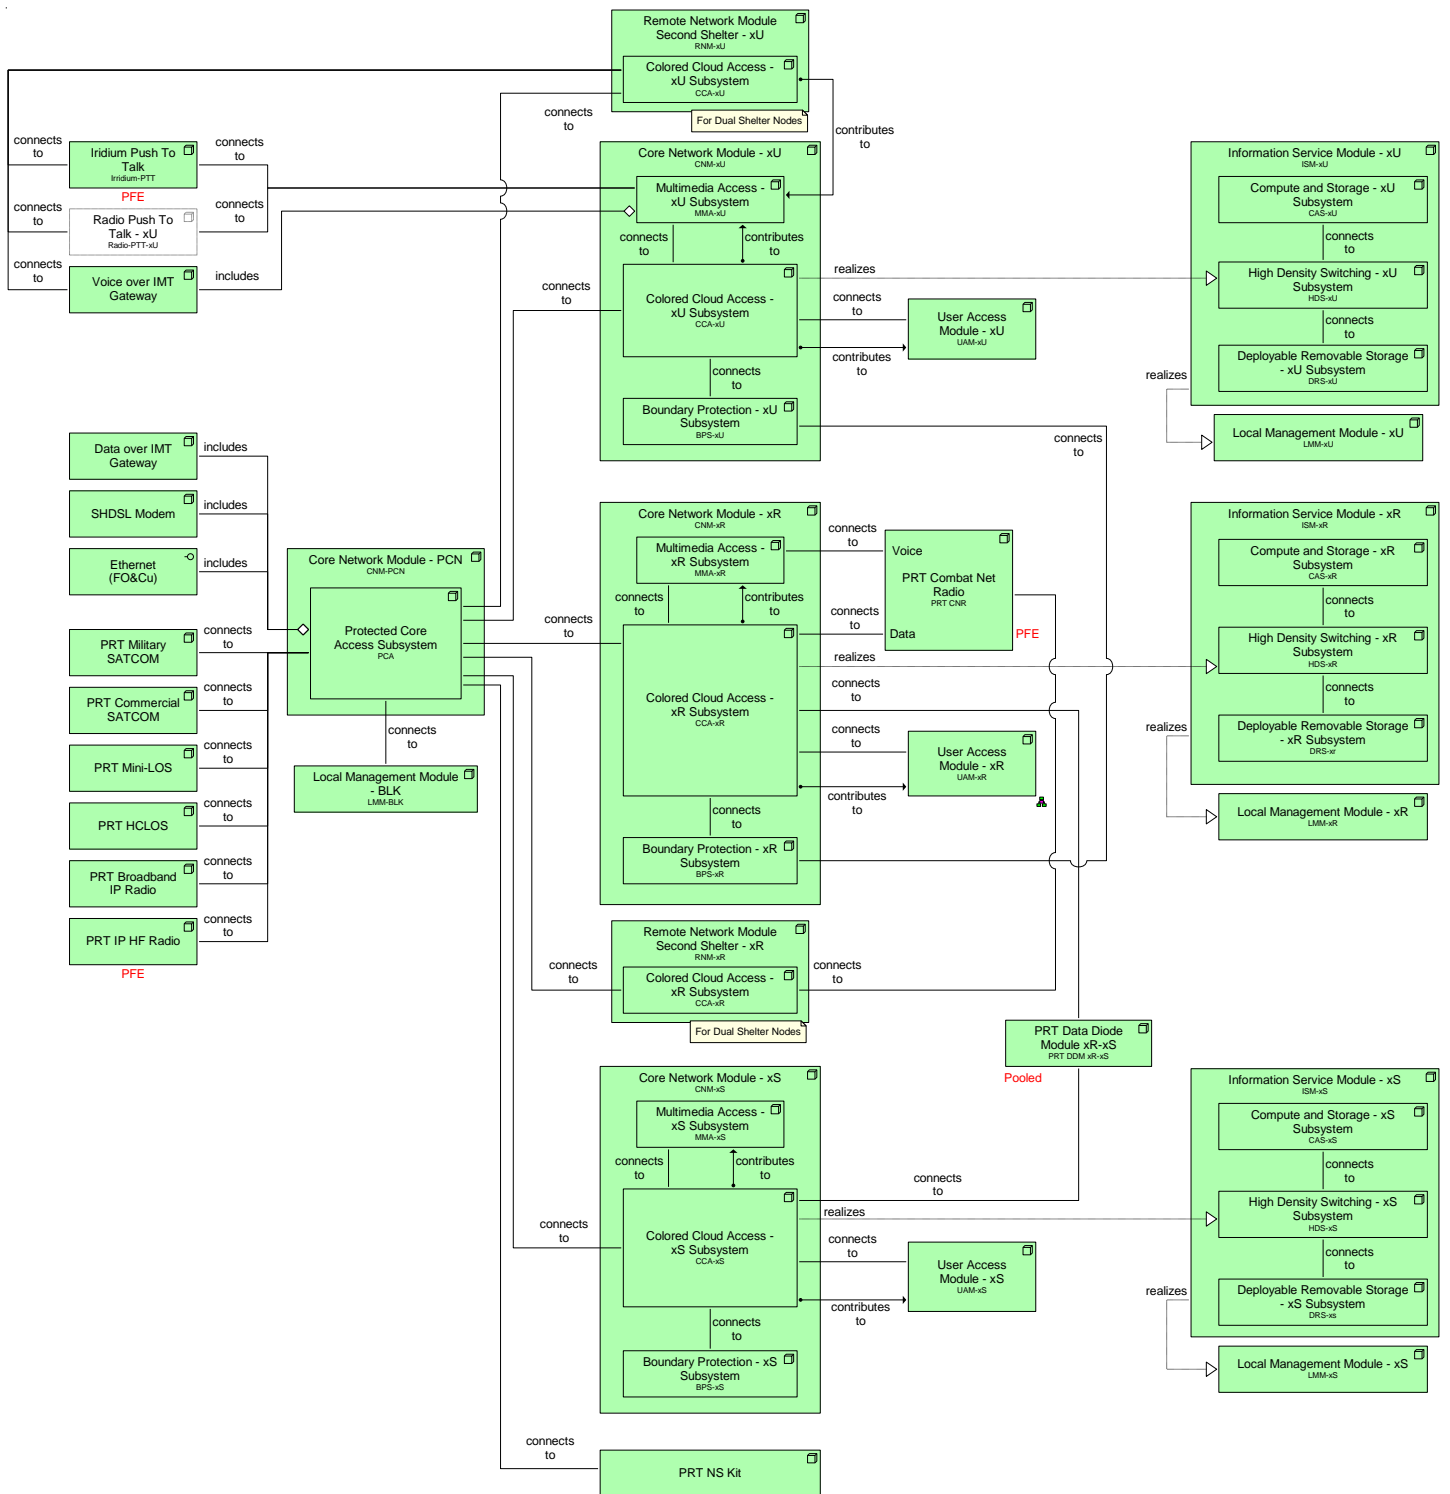 Remote Network Module
Second Shelter - xU
RNM-xU
Colored Cloud Access -
xU Subsystem
CCA-xU
For Dual Shelter Nodes
connects
to
contributes
to
connects
to
Iridium Push To
Talk
Irridium-PTT
PFE
connects
to
connects
to
Radio Push To
Talk - xU
Radio-PTT-xU
connects
to
connects
to
Voice over IMT
Gateway
includes
Core Network Module - xU
CNM-xU
Multimedia Access -
xU Subsystem
MMA-xU
connects
to
contributes
to
connects
to
Colored Cloud Access -
xU Subsystem
CCA-xU
realizes
connects
to
contributes
to
User Access
Module - xU
UAM-xU
connects
to
Boundary Protection - xU
Subsystem
BPS-xU
connects
to
Information Service Module - xU
ISM-xU
Compute and Storage - xU
Subsystem
CAS-xU
connects
to
High Density Switching - xU
Subsystem
HDS-xU
connects
to
Deployable Removable Storage
- xU Subsystem
DRS-xU
realizes
Local Management Module - xU
LMM-xU
Data over IMT
Gateway
includes
SHDSL Modem
includes
Ethernet
(FO&Cu)
includes
PRT Military
SATCOM
connects
to
PRT Commercial
SATCOM
connects
to
PRT Mini-LOS
connects
to
PRT HCLOS
connects
to
PRT Broadband
IP Radio
connects
to
PRT IP HF Radio
connects
to
PFE
Core Network Module - PCN
CNM-PCN
Protected Core
Access Subsystem
PCA
connects
to
Local Management Module
- BLK
LMM-BLK
Core Network Module - xR
CNM-xR
Multimedia Access -
xR Subsystem
MMA-xR
connects
to
contributes
to
connects
to
Colored Cloud Access -
xR Subsystem
CCA-xR
connects
to
connects
to
Voice
PRT Combat Net
Radio
PRT CNR
Data
PFE
realizes
connects
to
connects
to
contributes
to
User Access
Module - xR
UAM-xR
connects
to
Boundary Protection - xR
Subsystem
BPS-xR
Information Service Module - xR
ISM-xR
Compute and Storage - xR
Subsystem
CAS-xR
connects
to
High Density Switching - xR
Subsystem
HDS-xR
connects
to
Deployable Removable Storage
- xR Subsystem
DRS-xr
realizes
Local Management Module - xR
LMM-xR
Remote Network Module
Second Shelter - xR
RNM-xR
Colored Cloud Access -
xR Subsystem
CCA-xR
For Dual Shelter Nodes
connects
to
connects
to
PRT Data Diode
Module xR-xS
PRT DDM xR-xS
Pooled
Core Network Module - xS
CNM-xS
Multimedia Access -
xS Subsystem
MMA-xS
connects
to
contributes
to
connects
to
Colored Cloud Access -
xS Subsystem
CCA-xS
connects
to
realizes
connects
to
contributes
to
User Access
Module - xS
UAM-xS
connects
to
Boundary Protection - xS
Subsystem
BPS-xS
Information Service Module - xS
ISM-xS
Compute and Storage - xS
Subsystem
CAS-xS
connects
to
High Density Switching - xS
Subsystem
HDS-xS
connects
to
Deployable Removable Storage
- xS Subsystem
DRS-xs
realizes
Local Management Module - xS
LMM-xS
connects
to
PRT NS Kit